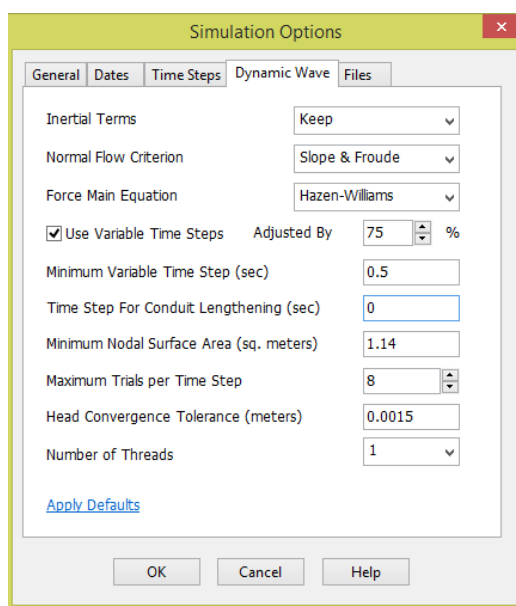 Simulation Options
General Dates Time Steps Dynamic Wave Files
Inertial Terms Keep
Normal Flow Criterion Slope & Froude
Force Main Equation Hazen-Williams
Use Variable Time Steps Adjusted By 75 %
Minimum Variable Time Step (sec) 0.5
Time Step For Conduit Lengthening (sec) 0
Minimum Nodal Surface Area (sq. meters) 1.14
Maximum Trials per Time Step 8
Head Convergence Tolerance (meters) 0.0015
Number of Threads 1
Apply Defaults
OK Cancel Help